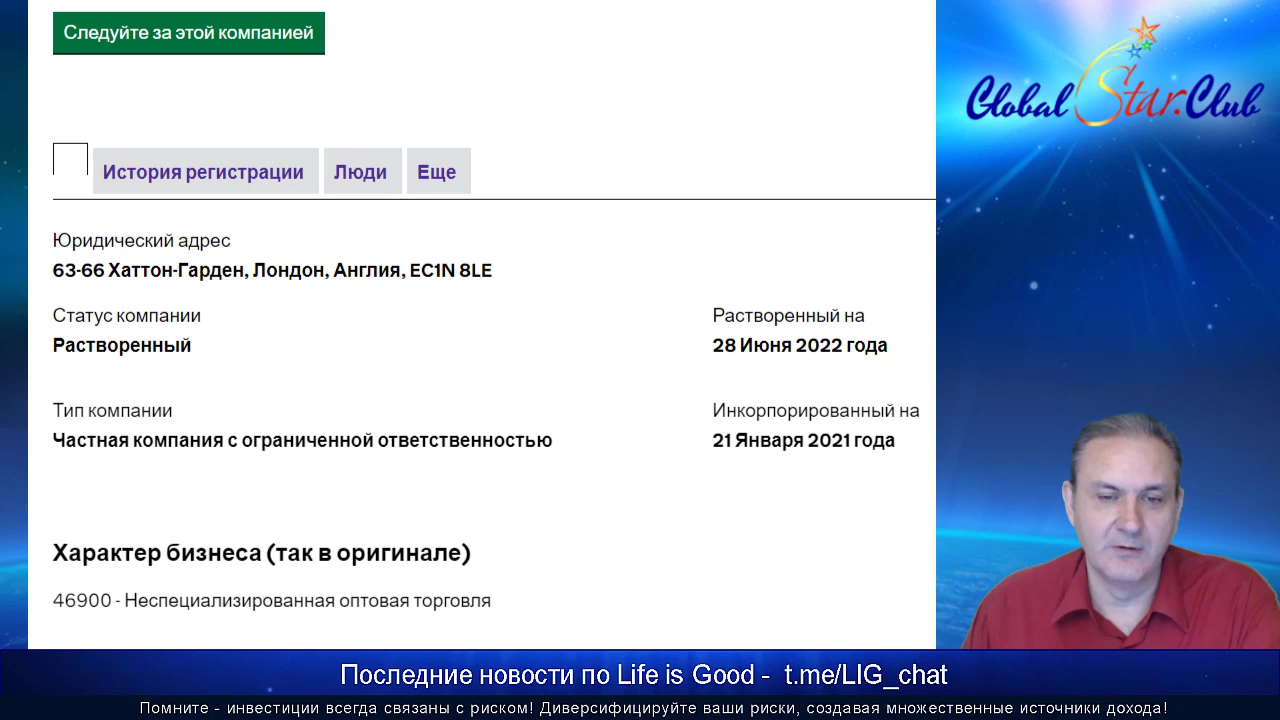 Следуйте за этой компанией
Global Star.Club
История регистрации
Люди
Еще
Юридический адрес
63-66 Хаттон-Гарден, Лондон, Англия, EC1N 8LE
Статус компании
Растворенный
Растворенный на
28 Июня 2022 года
Тип компании
Частная компания с ограниченной ответственностью
Инкорпорированный на
21 Января 2021 года
Характер бизнеса (так в оригинале)
46900 - Неспециализированная оптовая торговля
Последние новости по Life is Good - t.me/LIG_chat
Помните - инвестиции всегда связаны с риском! Диверсифицируйте ваши риски, создавая множественные источники дохода!